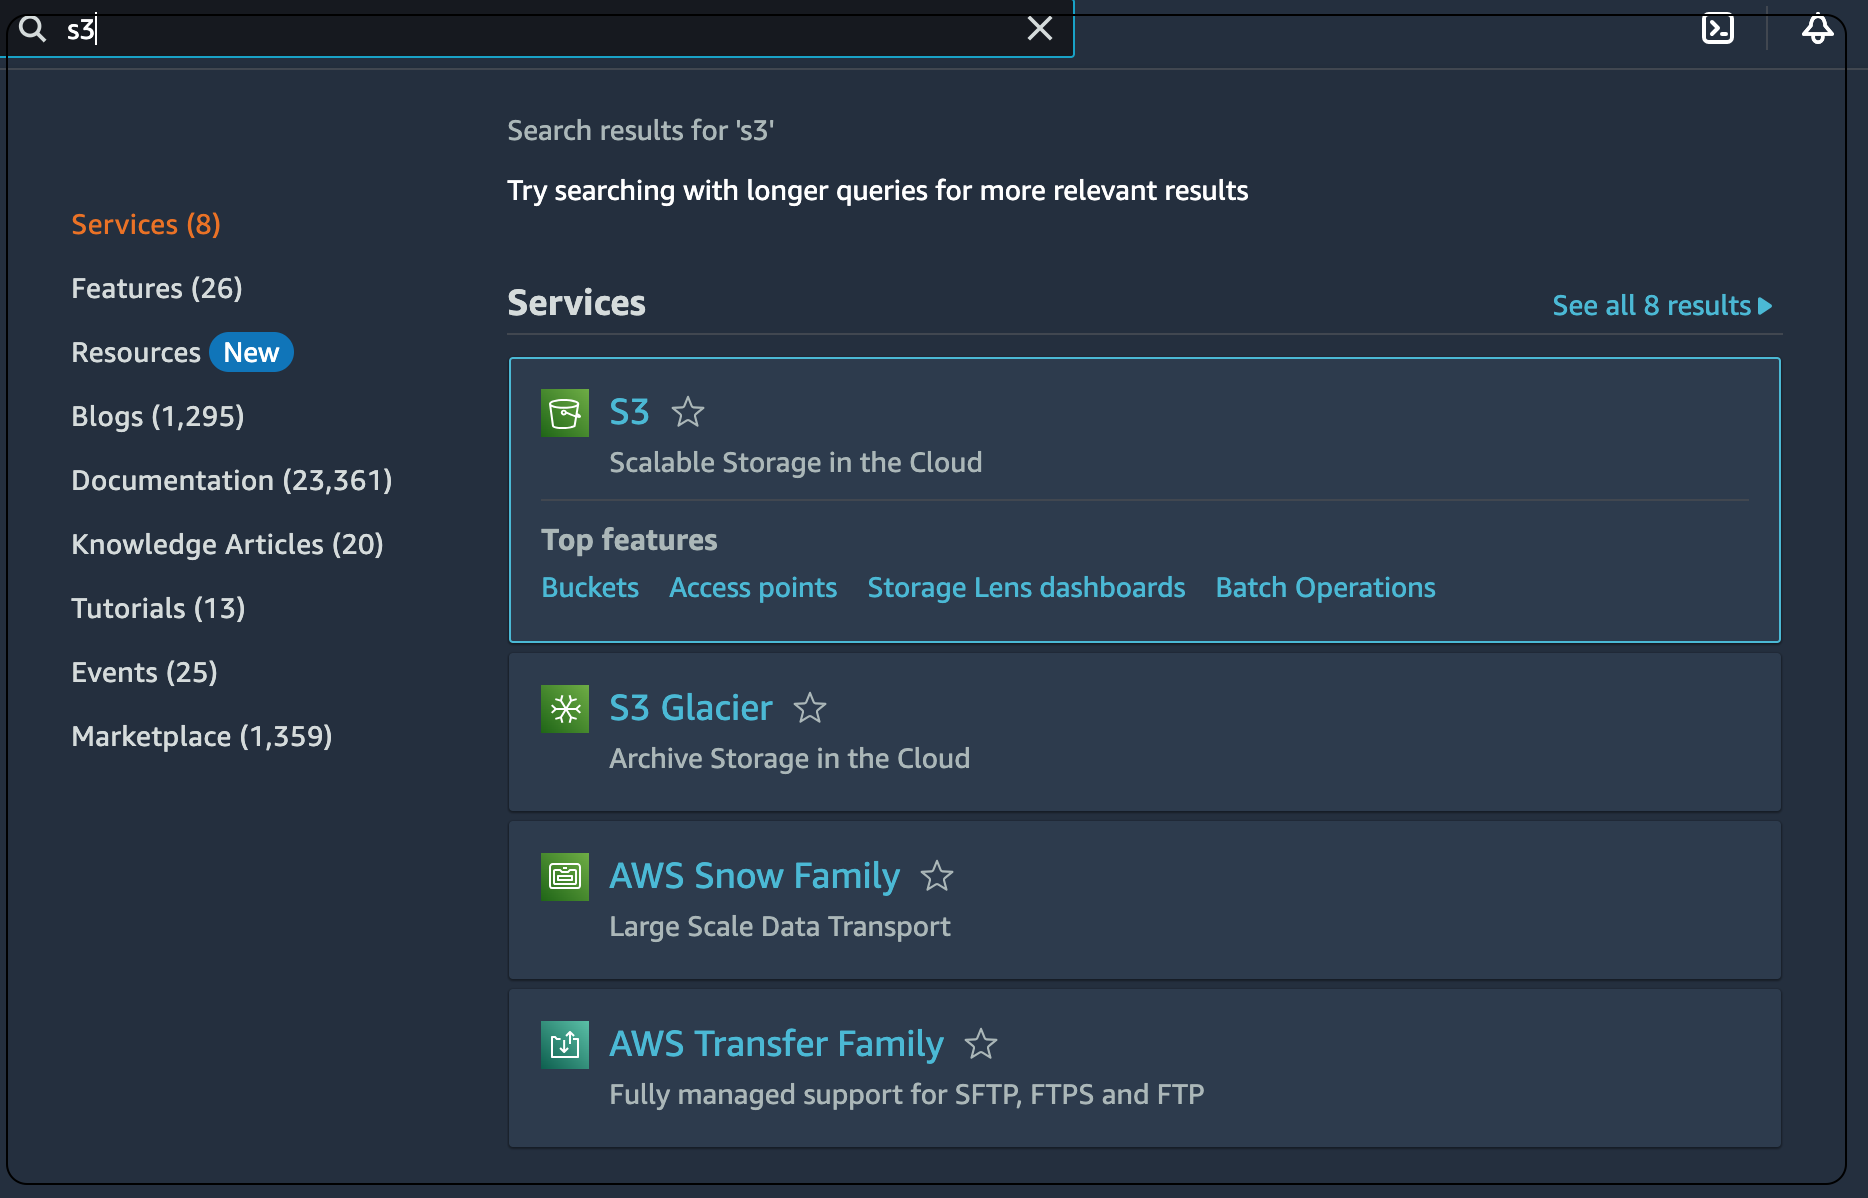 s3
Search results for 's3'
Try searching with longer queries for more relevant results
Services (8)
Features (26)
Resources New
Blogs (1,295)
Documentation (23,361)
Knowledge Articles (20)
Tutorials (13)
Events (25)
Marketplace (1,359)
Services
See all 8 results
S3
Scalable Storage in the Cloud
Top features
Buckets Access points Storage Lens dashboards Batch Operations
S3 Glacier
Archive Storage in the Cloud
AWS Snow Family
Large Scale Data Transport
AWS Transfer Family
Fully managed support for SFTP, FTPS and FTP